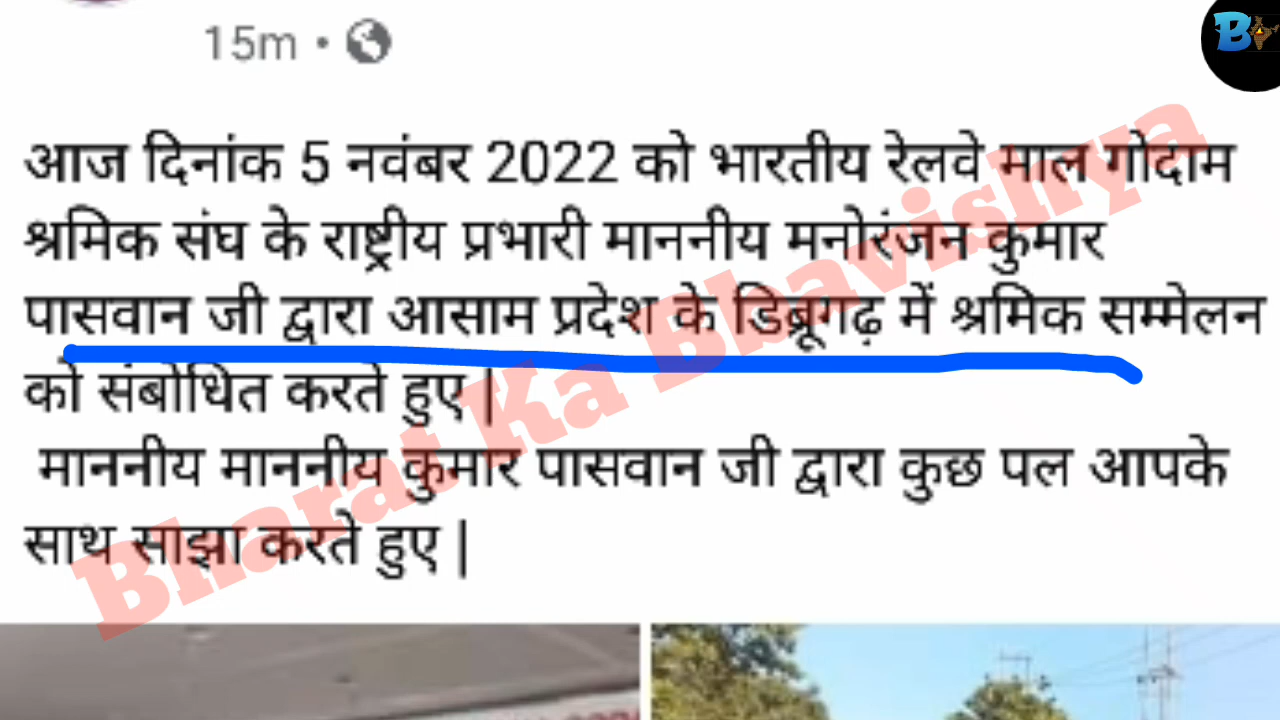 15m •
आज दिनांक 5 नवंबर 2022 को भारतीय रेलवे माल गोदाम
श्रमिक संघ के राष्ट्रीय प्रभारी माननीय मनोरंजन कुमार
पासवान जी द्वारा आसाम प्रदेश के डिब्रूगढ़ में श्रमिक सम्मेलन
को संबोधित करते हुए |
माननीय माननीय कुमार पासवान जी द्वारा कुछ पल आपके
साथ साझा करते हुए |
Bharat Ka Bhavishya